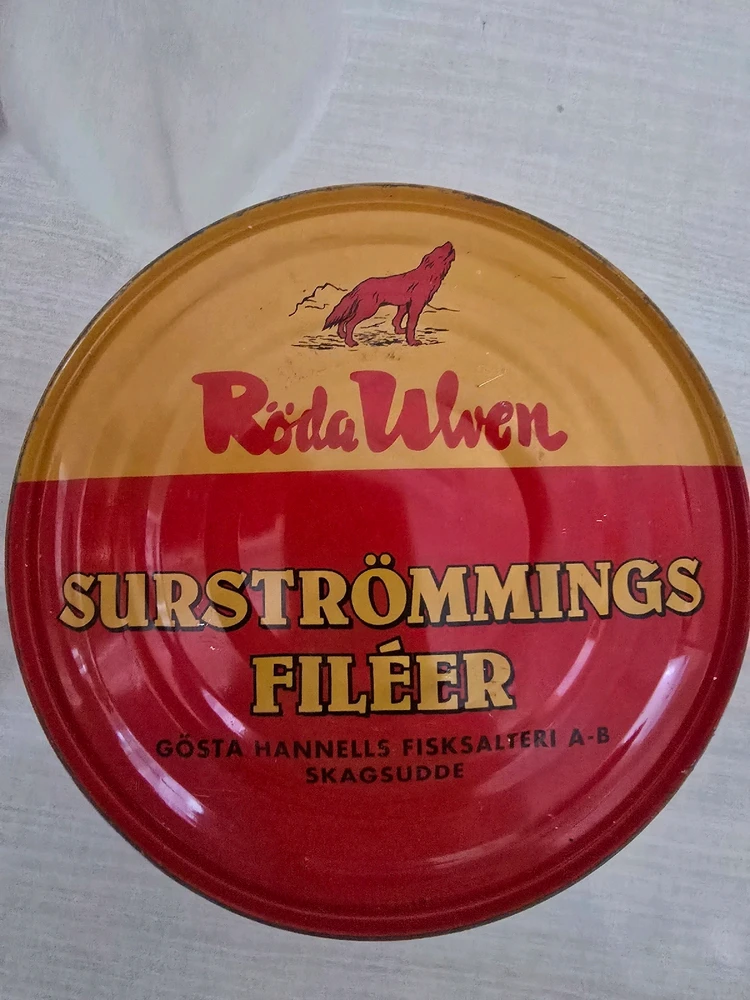 Röda Ulven
SURSTRÖMMINGS
FILÉER
GÖSTA HANNELLS FISKSALTERI A-B
SKAGSUDDE